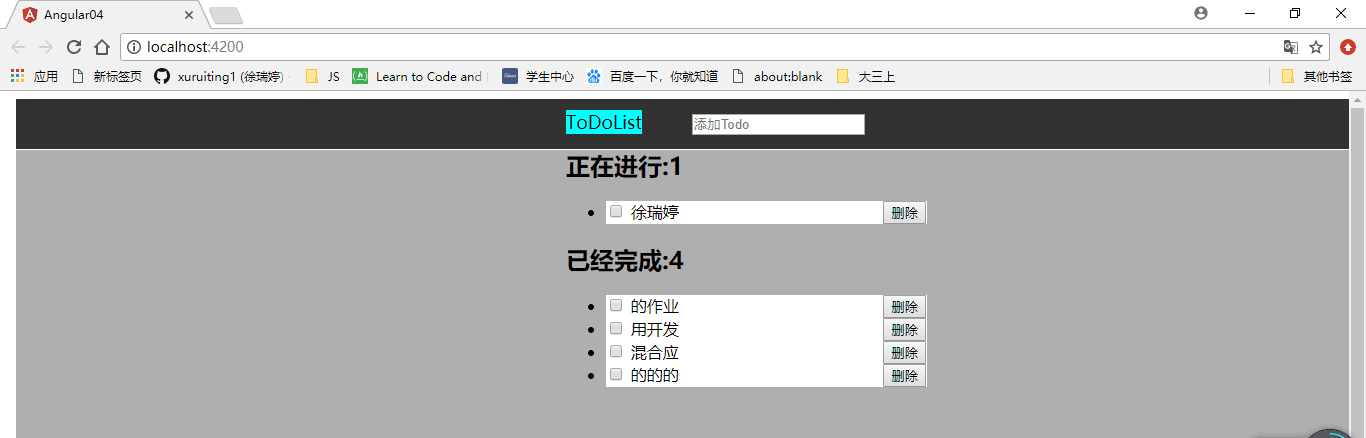 Angular04
localhost:4200
应用 新标签页 xuruiting1 (徐瑞婷) JS Learn to Code and 学生中心 百度一下，你就知道 about:blank 大三上 其他书签
ToDoList 添加Todo
正在进行:1
徐瑞婷 删除
已经完成:4
的作业 删除
用开发 删除
混合应 删除
的的的 删除